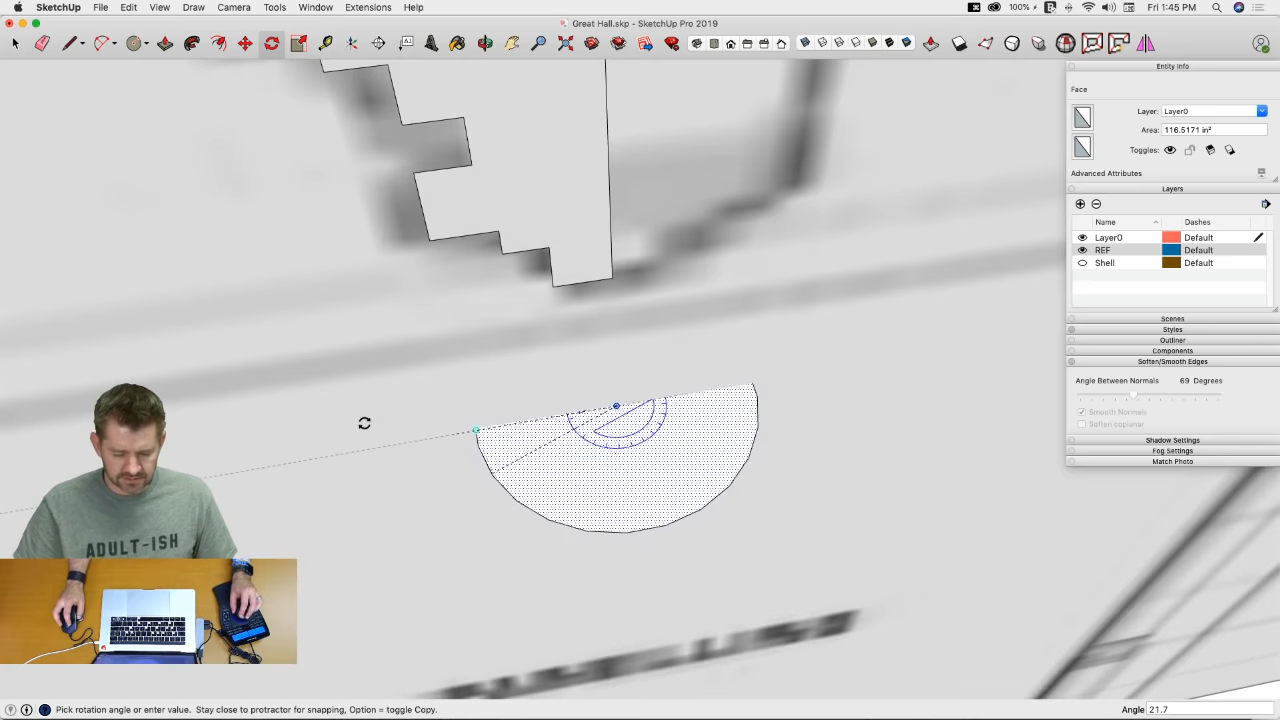 SketchUp File Edit View Draw Camera Tools Window Extensions Help
100% Fri 1:45 PM
Great Hall.skp - SketchUp Pro 2019
Entity Info
Face
Layer: Layer0
Area: 116.5171 in²
Toggles:
Advanced Attributes
Layers
Name Dashes
Layer0 Default
REF Default
Shell Default
Scenes
Styles
Outliner
Components
Soften/Smooth Edges
Angle Between Normals 69 Degrees
Smooth Normals
Soften coplanar
Shadow Settings
Fog Settings
Match Photo
ADULT-ISH
Pick rotation angle or enter value. Stay close to protractor for snapping, Option = toggle Copy. Angle 21.7